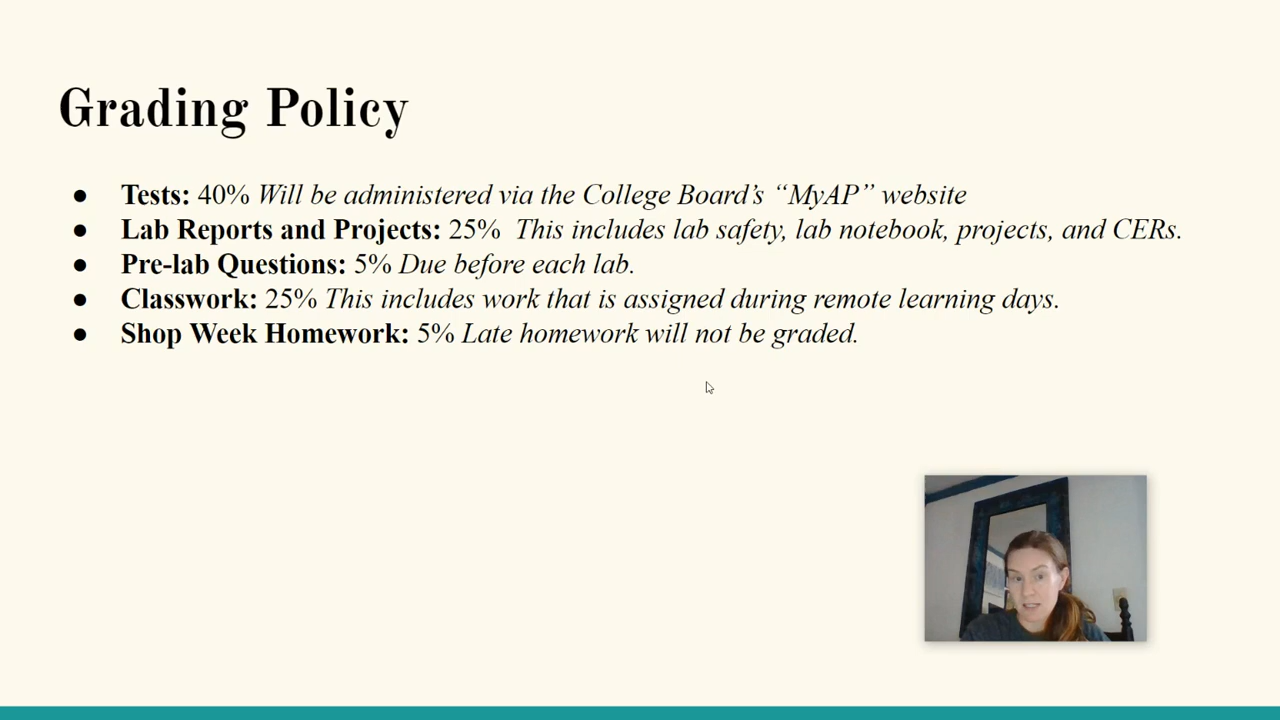 Grading Policy
● Tests: 40% Will be administered via the College Board’s “MyAP” website
● Lab Reports and Projects: 25%  This includes lab safety, lab notebook, projects, and CERs.
● Pre-lab Questions: 5% Due before each lab.
● Classwork: 25% This includes work that is assigned during remote learning days.
● Shop Week Homework: 5% Late homework will not be graded.